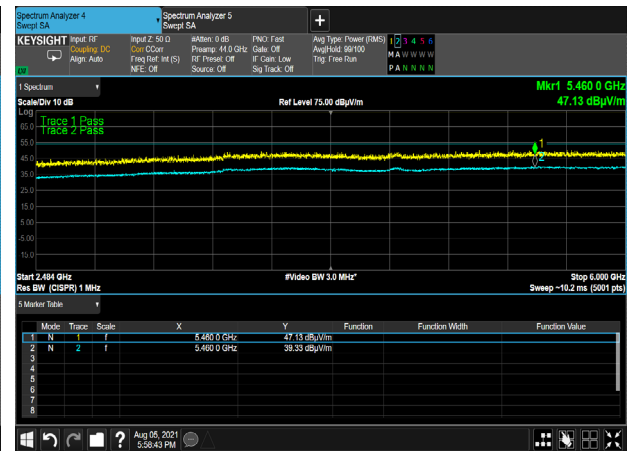 Spectrum Analyzer 4
Swept SA
Spectrum Analyzer 5
Swept SA
+
KEYSIGHT
Input: RF
Coupling: DC
Align: Auto
Input Z: 50 Ω
Corr CCorr
Freq Ref: Int (S)
NFE: Off
#Atten: 0 dB
Preamp: 44.0 GHz
RF Preset: Off
Source: Off
PNO: Fast
Gate: Off
IF Gain: Low
Sig Track: Off
Avg Type: Power (RMS)
Avg|Hold: 99/100
Trig: Free Run
1 2 3 4 5 6
M A W W W W
P A N N N N
1 Spectrum
Mkr1 5.460 0 GHz
Scale/Div 10 dB
Ref Level 75.00 dBµV/m
47.13 dBµV/m
Log
Trace 1 Pass
Trace 2 Pass
65.0
55.0
45.0
35.0
25.0
15.0
5.00
-5.00
15.0
1
2
Start 2.484 GHz
#Video BW 3.0 MHz*
Stop 6.000 GHz
Res BW (CISPR) 1 MHz
Sweep ~10.2 ms (5001 pts)
5 Marker Table
Mode Trace Scale X Y Function Function Width Function Value
1 N 1 f 5.460 0 GHz 47.13 dBµV/m
2 N 2 f 5.460 0 GHz 39.33 dBµV/m
3
4
5
6
7
8
?
Aug 05, 2021
5:58:43 PM